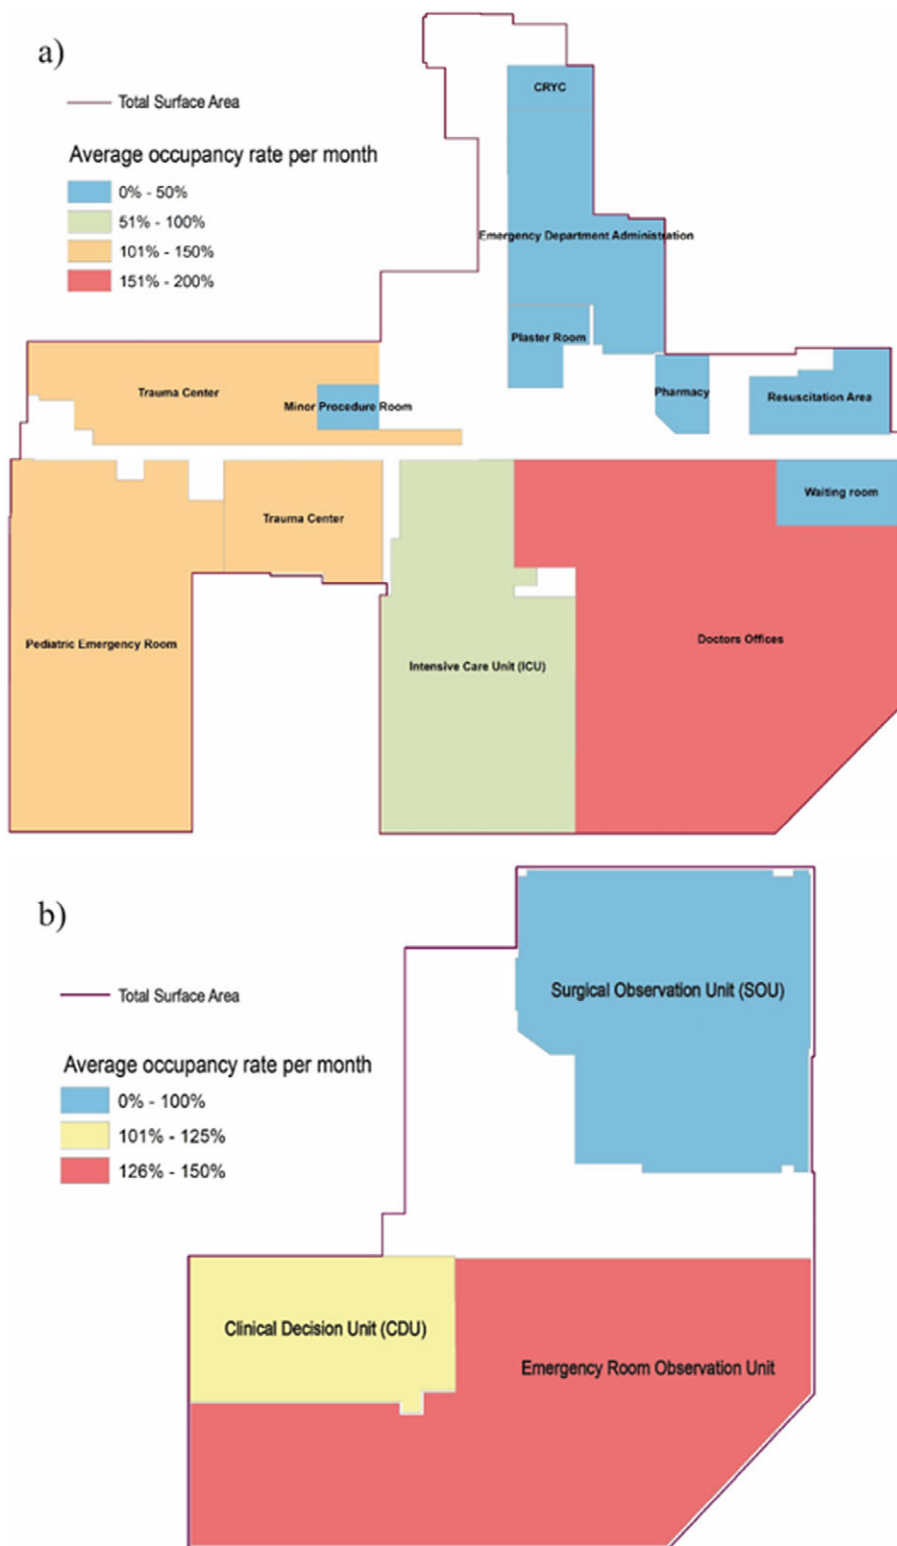 a)
Total Surface Area
Average occupancy rate per month
0% - 50%
51% - 100%
101% - 150%
151% - 200%
CRYC
Emergency Department Administration
Plaster Room
Trauma Center
Minor Procedure Room
Pharmacy
Resuscitation Area
Waiting room
Trauma Center
Pediatric Emergency Room
Intensive Care Unit (ICU)
Doctors Offices
b)
Total Surface Area
Average occupancy rate per month
0% - 100%
101% - 125%
126% - 150%
Surgical Observation Unit (SOU)
Clinical Decision Unit (CDU)
Emergency Room Observation Unit